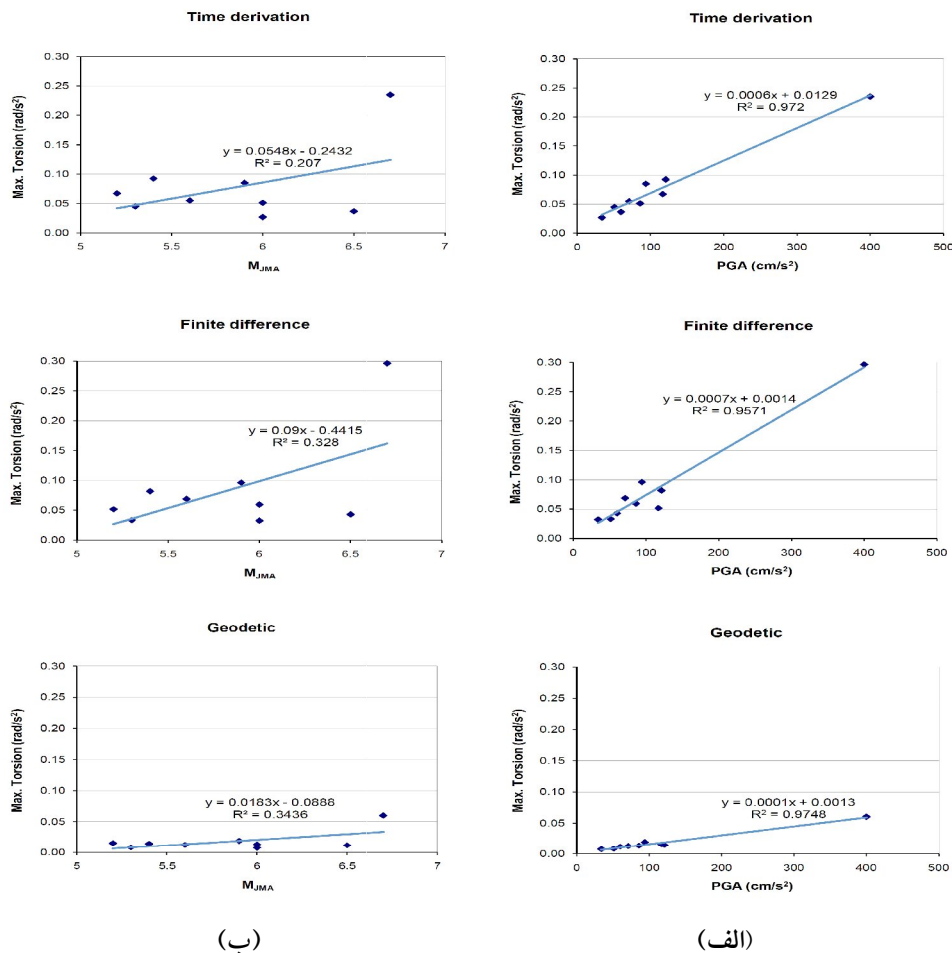 Time derivation
0.30
0.25
0.20
0.15
0.10
0.05
0.00
Max. Torsion (rad/s²)
y = 0.0548x - 0.2432
R² = 0.207
5 5.5 6 6.5 7
M_JMA
Time derivation
0.30
0.25
0.20
0.15
0.10
0.05
0.00
Max. Torsion (rad/s²)
y = 0.0006x + 0.0129
R² = 0.972
0 100 200 300 400 500
PGA (cm/s²)
Finite difference
0.30
0.25
0.20
0.15
0.10
0.05
0.00
Max. Torsion (rad/s²)
y = 0.09x - 0.4415
R² = 0.328
5 5.5 6 6.5 7
M_JMA
Finite difference
0.30
0.25
0.20
0.15
0.10
0.05
0.00
Max. Torsion (rad/s²)
y = 0.0007x + 0.0014
R² = 0.9571
0 100 200 300 400 500
PGA (cm/s²)
Geodetic
0.30
0.25
0.20
0.15
0.10
0.05
0.00
Max. Torsion (rad/s²)
y = 0.0183x - 0.0888
R² = 0.3436
5 5.5 6 6.5 7
M_JMA
Geodetic
0.30
0.25
0.20
0.15
0.10
0.05
0.00
Max. Torsion (rad/s²)
y = 0.0001x + 0.0013
R² = 0.9748
0 100 200 300 400 500
PGA (cm/s²)
(ب)
(الف)